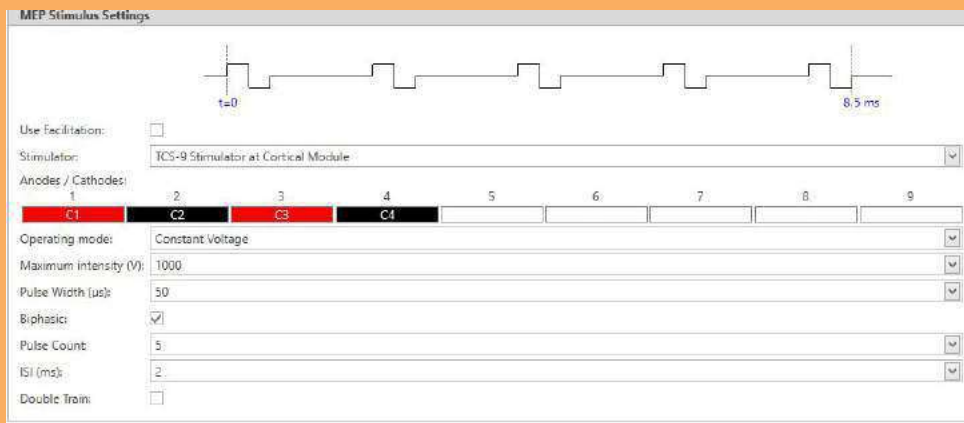 MEP Stimulus Settings
t=0
8.5 ms
Use Facilitation:
Stimulator: TCS-9 Stimulator at Cortical Module
Anodes / Cathodes:
1 2 3 4 5 6 7 8 9
C1 C2 C3 C4
Operating mode: Constant Voltage
Maximum intensity (V): 1000
Pulse Width (µs): 50
Biphasic:
Pulse Count: 5
ISI (ms): 2
Double Train: